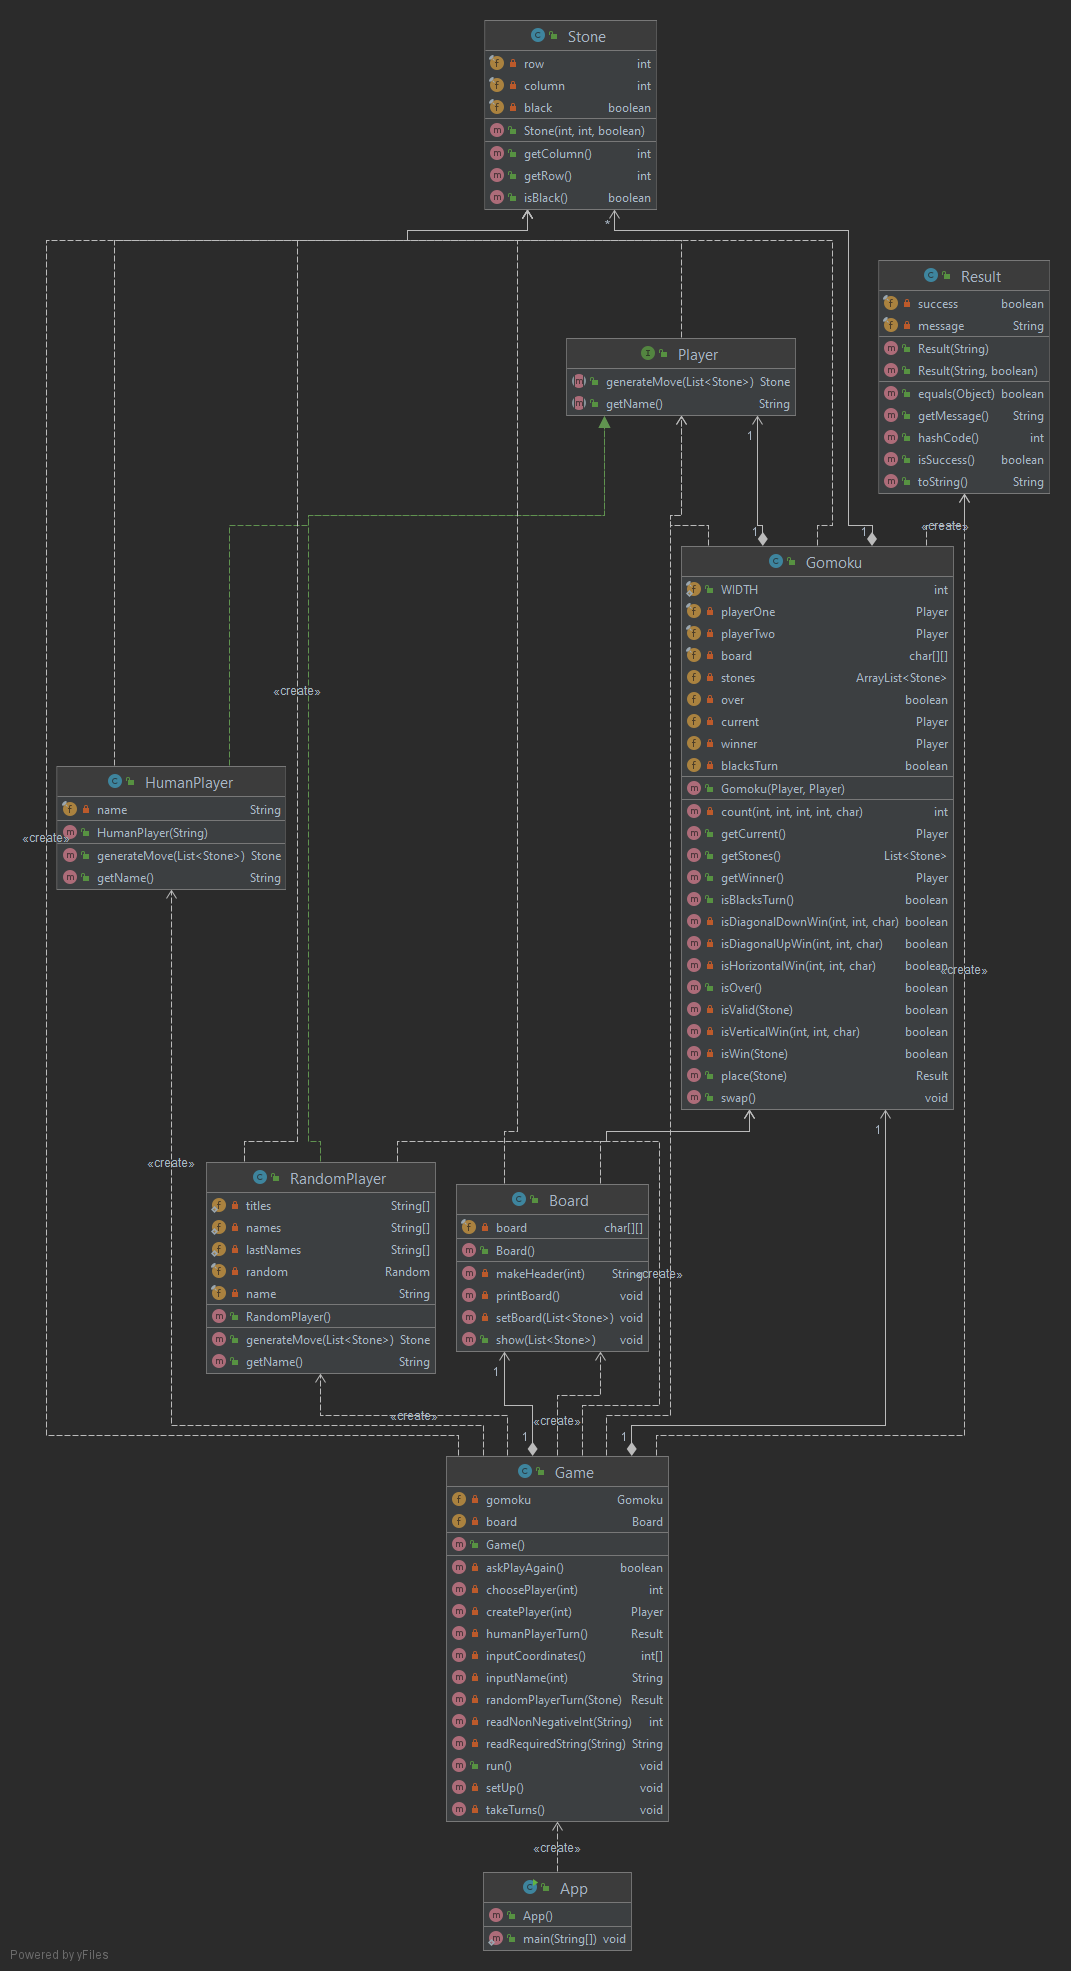 Stone
row int
column int
black boolean
Stone(int, int, boolean)
getColumn() int
getRow() int
isBlack() boolean
*
Result
success boolean
message String
Result(String)
Result(String, boolean)
equals(Object) boolean
getMessage() String
hashCode() int
isSuccess() boolean
toString() String
Player
generateMove(List<Stone>) Stone
getName() String
1
1
1
«create»
Gomoku
WIDTH int
playerOne Player
playerTwo Player
board char[][]
stones ArrayList<Stone>
over boolean
current Player
winner Player
blacksTurn boolean
Gomoku(Player, Player)
count(int, int, int, int, char) int
getCurrent() Player
getStones() List<Stone>
getWinner() Player
isBlacksTurn() boolean
isDiagonalDownWin(int, int, char) boolean
isDiagonalUpWin(int, int, char) boolean
isHorizontalWin(int, int, char) boolean
isOver() boolean
isValid(Stone) boolean
isVerticalWin(int, int, char) boolean
isWin(Stone) boolean
place(Stone) Result
swap() void
«create»
«create»
HumanPlayer
name String
HumanPlayer(String)
generateMove(List<Stone>) Stone
getName() String
«create»
«create»
1
RandomPlayer
titles String[]
names String[]
lastNames String[]
random Random
name String
RandomPlayer()
generateMove(List<Stone>) Stone
getName() String
Board
board char[][]
Board()
makeHeader(int) String
printBoard() void
setBoard(List<Stone>) void
show(List<Stone>) void
«create»
1
«create»
«create»
1
1
Game
gomoku Gomoku
board Board
Game()
askPlayAgain() boolean
choosePlayer(int) int
createPlayer(int) Player
humanPlayerTurn() Result
inputCoordinates() int[]
inputName(int) String
randomPlayerTurn(Stone) Result
readNonNegativeInt(String) int
readRequiredString(String) String
run() void
setUp() void
takeTurns() void
«create»
App
App()
main(String[]) void
Powered by yFiles